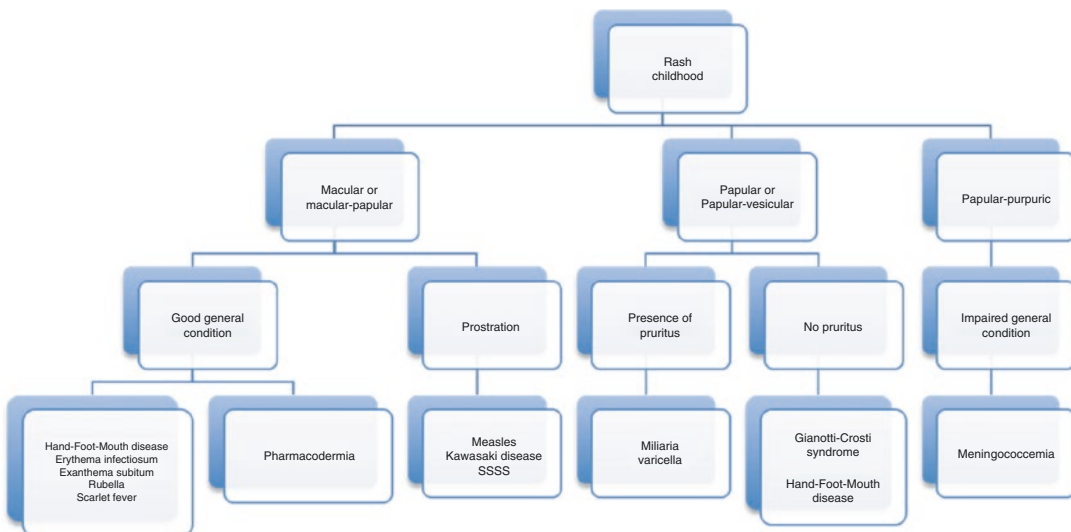 Rash
childhood
Macular or
macular-papular
Papular or
Papular-vesicular
Papular-purpuric
Good general
condition
Prostration
Presence of
pruritus
No pruritus
Impaired general
condition
Hand-Foot-Mouth disease
Erythema infectiosum
Exanthema subitum
Rubella
Scarlet fever
Pharmacodermia
Measles
Kawasaki disease
SSSS
Miliaria
varicella
Gianotti-Crosti
syndrome
Hand-Foot-Mouth
disease
Meningococcemia